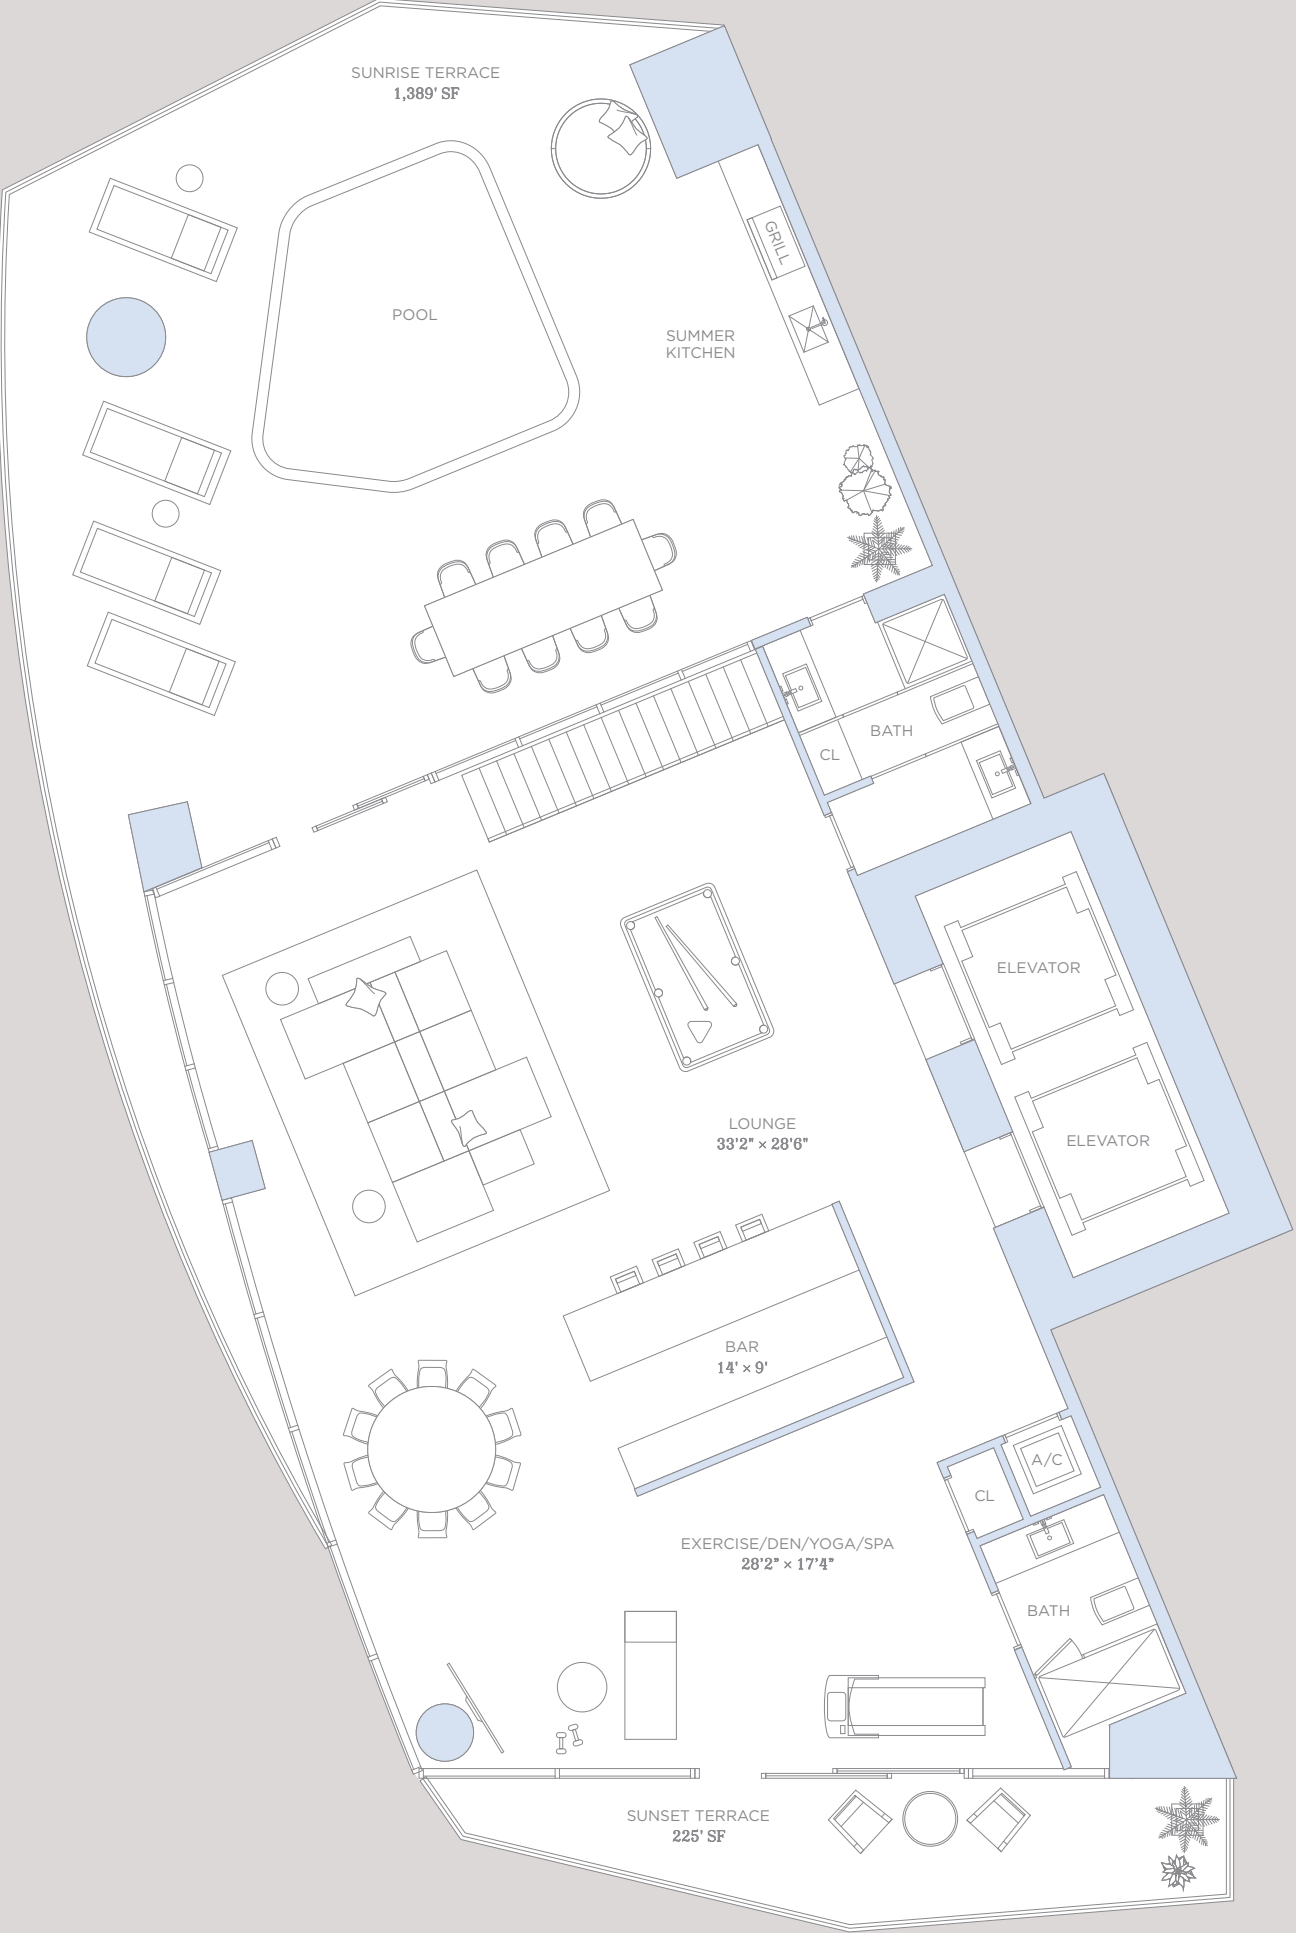 SUNRISE TERRACE
1,389' SF
GRILL
POOL
SUMMER
KITCHEN
BATH
CL
ELEVATOR
LOUNGE
33'2" × 28'6"
ELEVATOR
BAR
14' × 9'
A/C
CL
EXERCISE/DEN/YOGA/SPA
28'2" × 17'4"
BATH
SUNSET TERRACE
225' SF